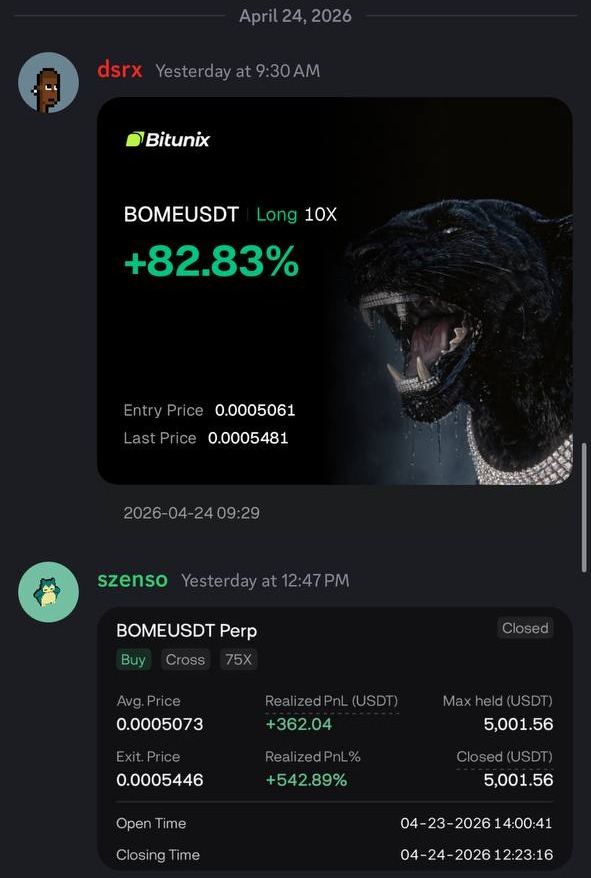 April 24, 2026
dsrx Yesterday at 9:30 AM
Bitunix
BOMEUSDT Long 10X
+82.83%
Entry Price 0.0005061
Last Price 0.0005481
2026-04-24 09:29
szenso Yesterday at 12:47 PM
BOMEUSDT Perp Closed
Buy Cross 75X
Avg. Price Realized PnL (USDT) Max held (USDT)
0.0005073 +362.04 5,001.56
Exit. Price Realized PnL% Closed (USDT)
0.0005446 +542.89% 5,001.56
Open Time 04-23-2026 14:00:41
Closing Time 04-24-2026 12:23:16